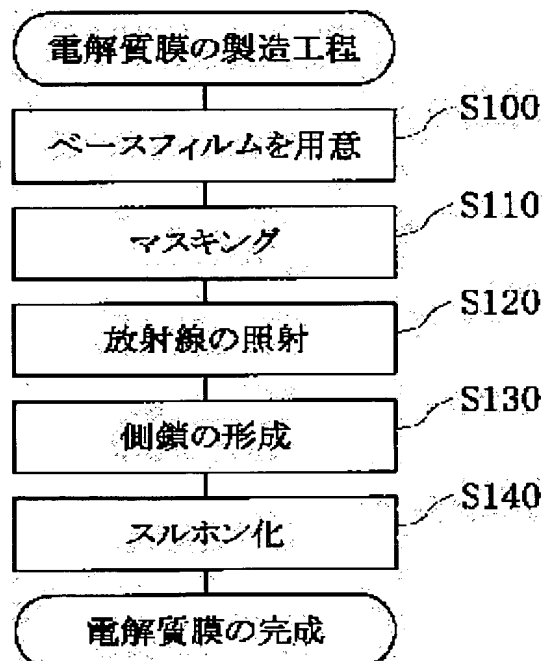 電解質膜の製造工程
S100
ベースフィルムを用意
S110
マスキング
S120
放射線の照射
S130
側鎖の形成
S140
スルホン化
電解質膜の完成